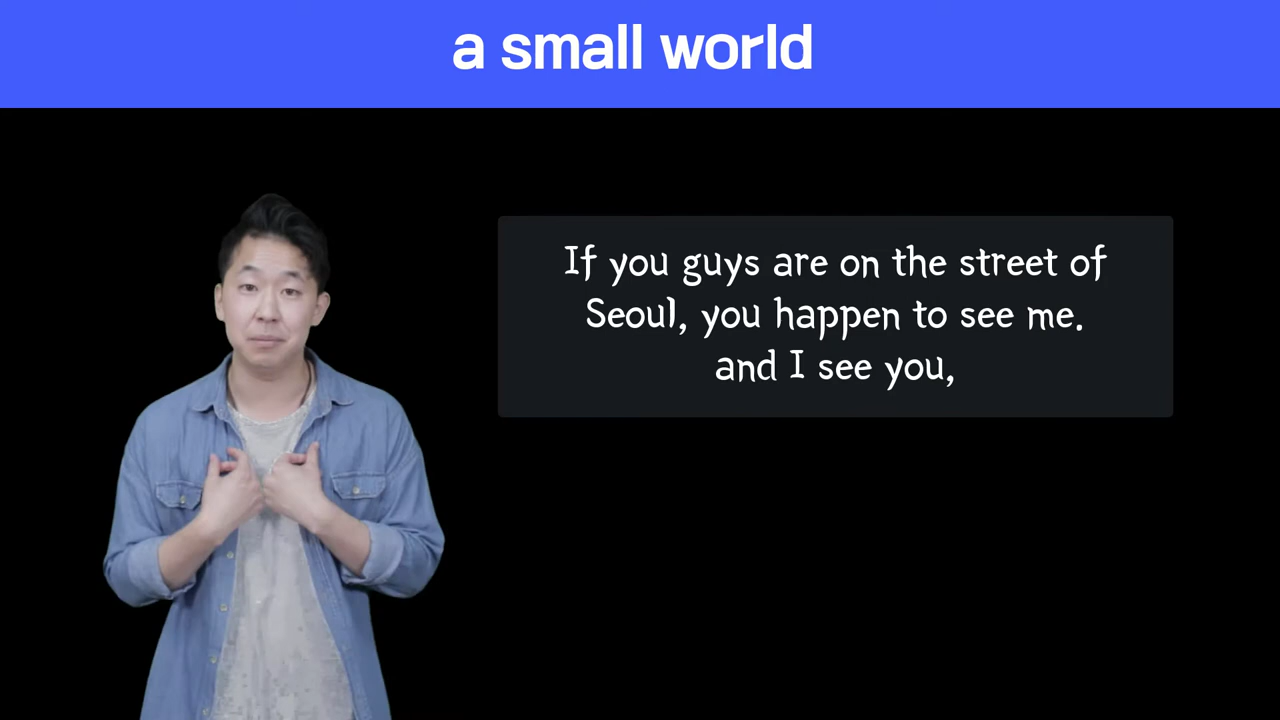 a small world
If you guys are on the street of
Seoul, you happen to see me.
and I see you,